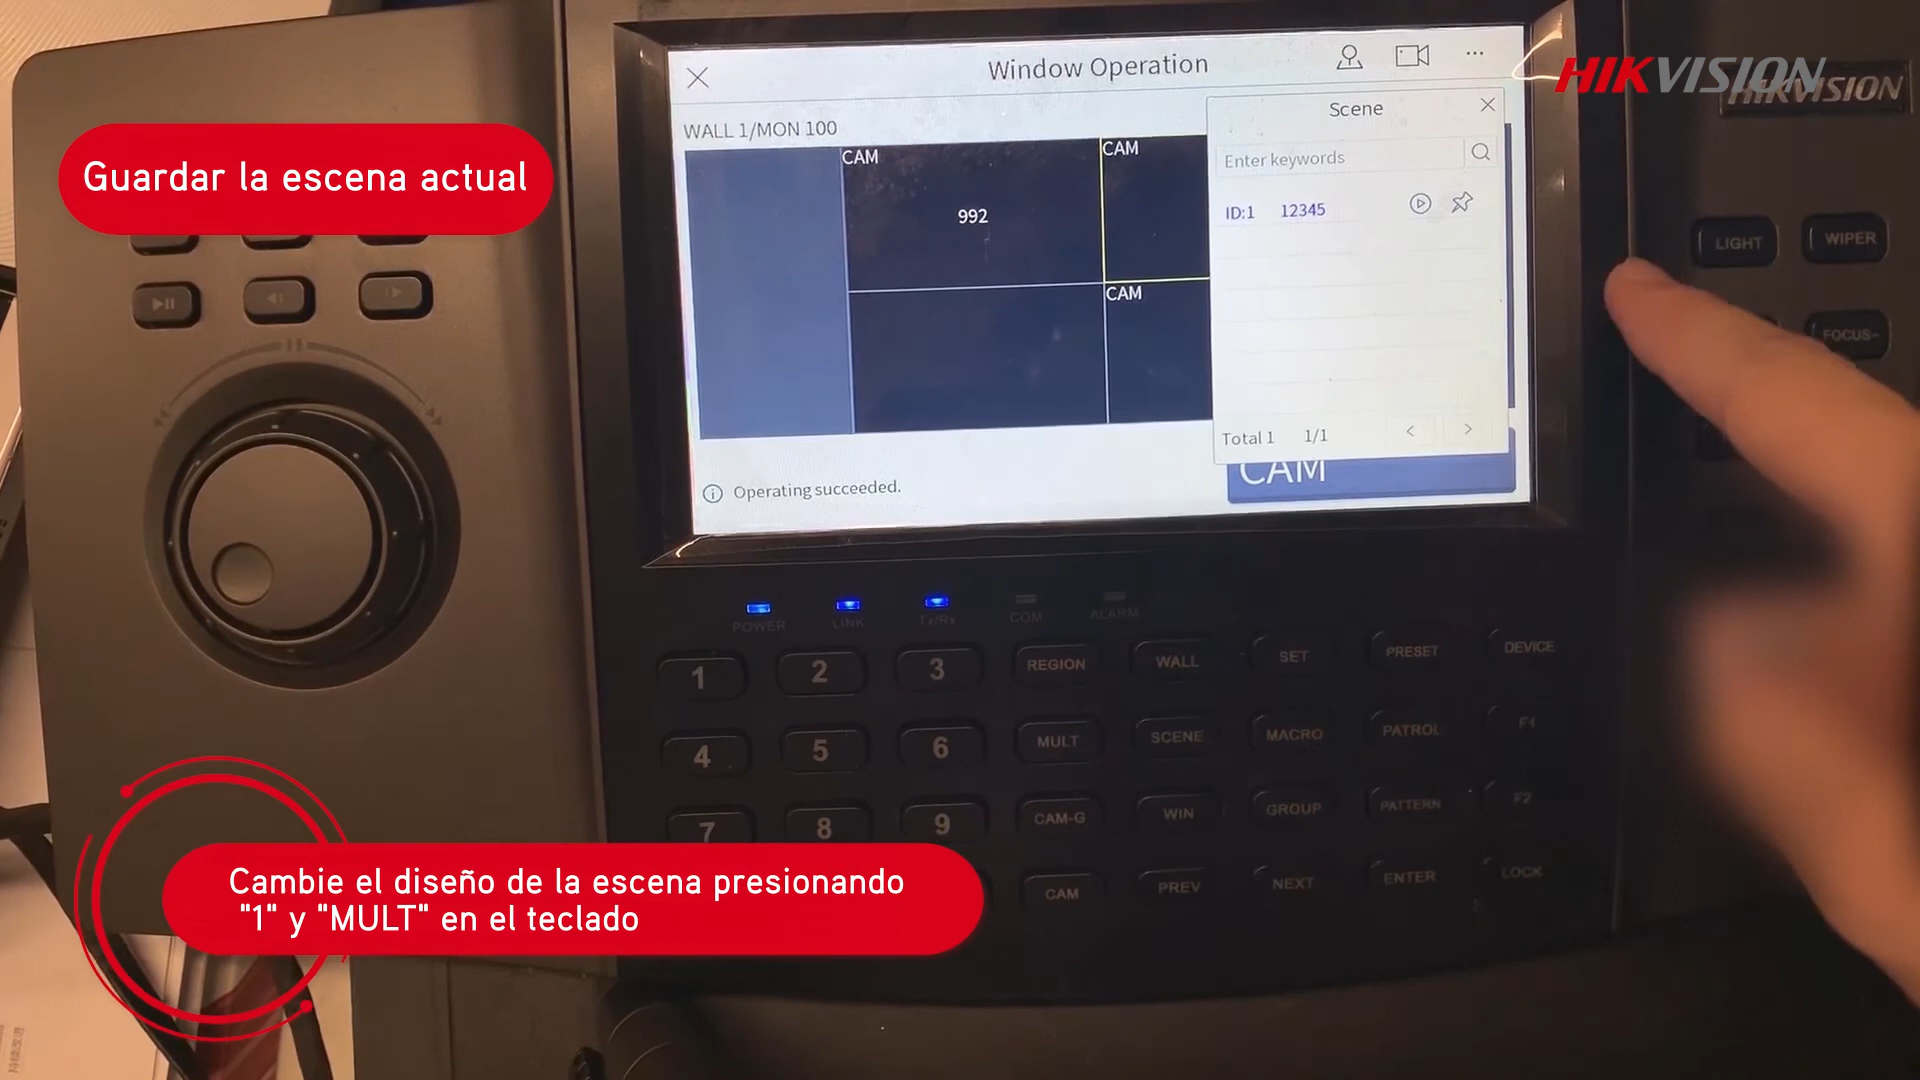 HIKVISION
HIKVISION
Guardar la escena actual
Window Operation
WALL 1/MON 100
CAM
992
CAM
CAM
Scene
Enter keywords
ID:1 12345
Total 1 1/1
CAM
Operating succeeded.
LIGHT WIPER
FOCUS-
POWER LINK Tx/Rx COM ALARM
1 2 3 REGION WALL SET PRESET DEVICE
4 5 6 MULT SCENE MACRO PATROL F1
7 8 9 CAM-G WIN GROUP PATTERN F2
CAM PREV NEXT ENTER LOCK
Cambie el diseño de la escena presionando
"1" y "MULT" en el teclado